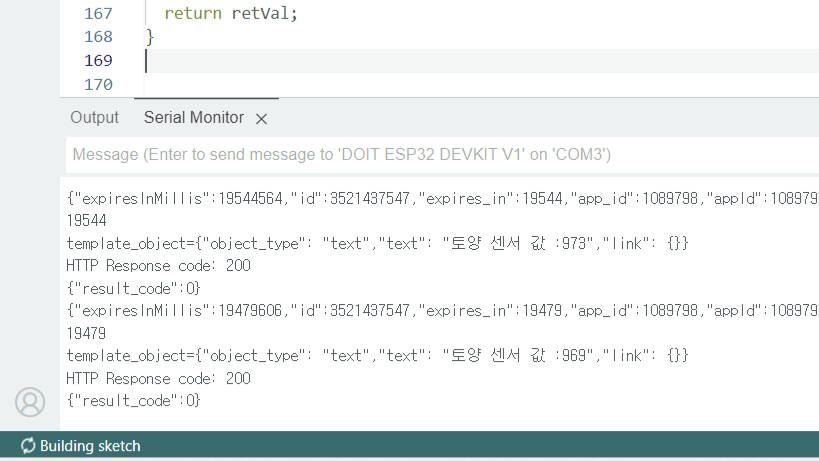 167 return retVal;
168 }
169
170
Output Serial Monitor ×
Message (Enter to send message to 'DOIT ESP32 DEVKIT V1' on 'COM3')
{"expiresInMillis":19544564,"id":3521437547,"expires_in":19544,"app_id":1089798,"appId":108979
19544
template_object={"object_type": "text","text": "토양 센서 값 :973","link": {}}
HTTP Response code: 200
{"result_code":0}
{"expiresInMillis":19479606,"id":3521437547,"expires_in":19479,"app_id":1089798,"appId":108979
19479
template_object={"object_type": "text","text": "토양 센서 값 :969","link": {}}
HTTP Response code: 200
{"result_code":0}
Building sketch